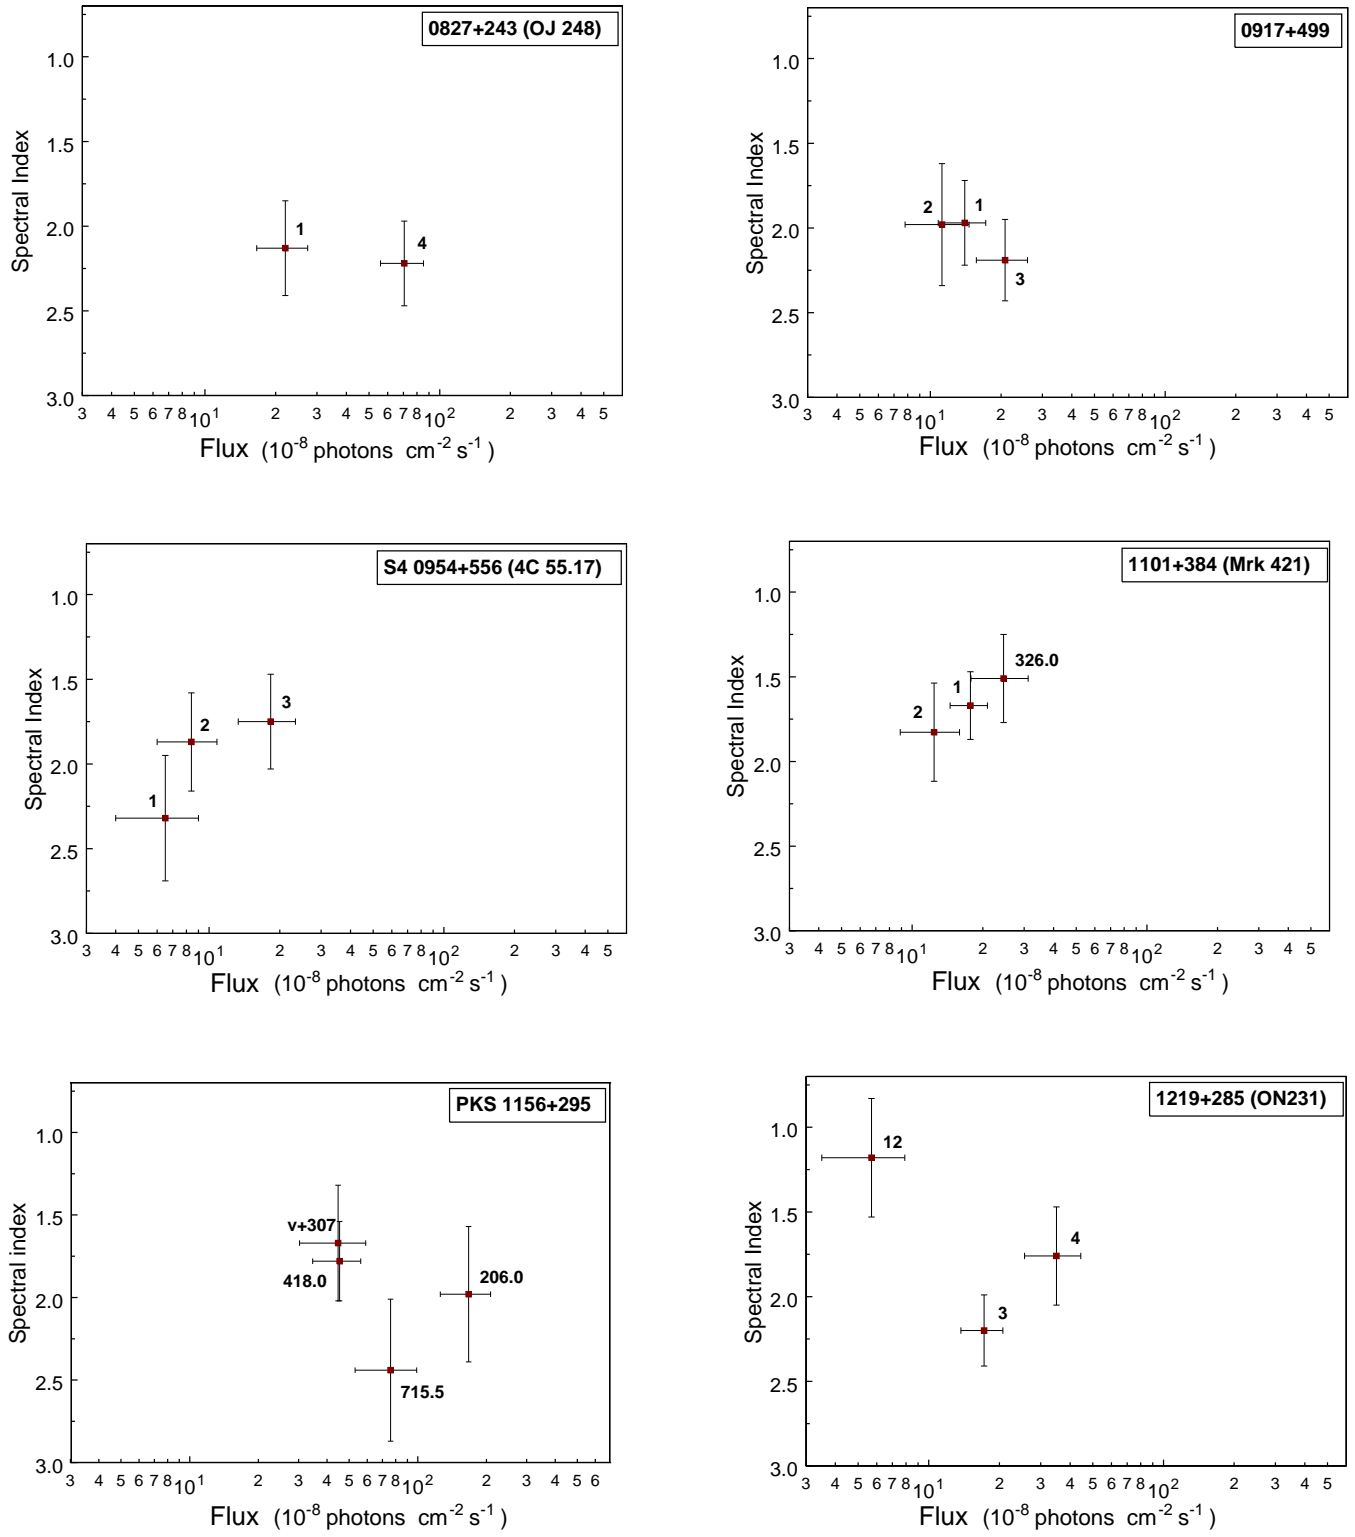 0827+243 (OJ 248)
1.0
1.5
2.0
2.5
3.0
Spectral Index
1
4
3 4 5 6 7 8 10^1 2 3 4 5 6 7 8 10^2 2 3 4 5
Flux (10^-8 photons cm^-2 s^-1 )
0917+499
1.0
1.5
2.0
2.5
3.0
Spectral Index
2
1
3
3 4 5 6 7 8 10^1 2 3 4 5 6 7 8 10^2 2 3 4 5
Flux (10^-8 photons cm^-2 s^-1 )
S4 0954+556 (4C 55.17)
1.0
1.5
2.0
2.5
3.0
Spectral Index
1
2
3
3 4 5 6 7 8 10^1 2 3 4 5 6 7 8 10^2 2 3 4 5
Flux (10^-8 photons cm^-2 s^-1 )
1101+384 (Mrk 421)
1.0
1.5
2.0
2.5
3.0
Spectral Index
2
1
326.0
3 4 5 6 7 8 10^1 2 3 4 5 6 7 8 10^2 2 3 4 5
Flux (10^-8 photons cm^-2 s^-1 )
PKS 1156+295
1.0
1.5
2.0
2.5
3.0
Spectral index
v+307
418.0
206.0
715.5
3 4 5 6 7 8 10^1 2 3 4 5 6 7 8 10^2 2 3 4 5 6
Flux (10^-8 photons cm^-2 s^-1 )
1219+285 (ON231)
1.0
1.5
2.0
2.5
3.0
Spectral Index
12
4
3
3 4 5 6 7 8 10^1 2 3 4 5 6 7 8 10^2 2 3 4 5
Flux (10^-8 photons cm^-2 s^-1 )